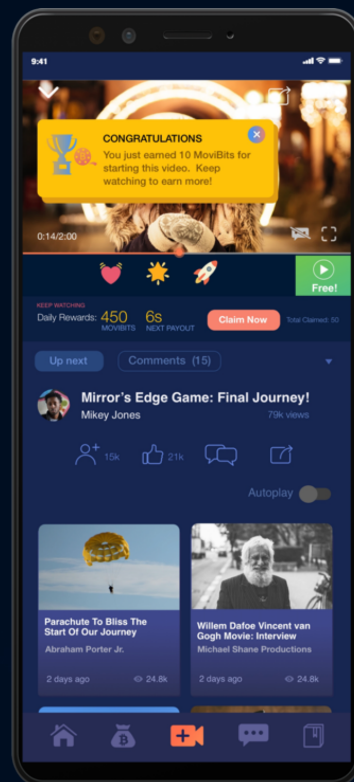 9:41
CONGRATULATIONS
You just earned 10 MoviBits for
starting this video. Keep
watching to earn more!
0:14/2:00
Free!
KEEP WATCHING
Daily Rewards: 450 6s
MOVIBITS NEXT PAYOUT
Claim Now
Total Claimed: 50
Up next
Comments (15)
Mirror's Edge Game: Final Journey!
Mikey Jones
79k views
15k
21k
Autoplay
Parachute To Bliss The
Start Of Our Journey
Abraham Porter Jr.
2 days ago 24.8k
Willem Dafoe Vincent van
Gogh Movie: Interview
Michael Shane Productions
2 days ago 24.8k